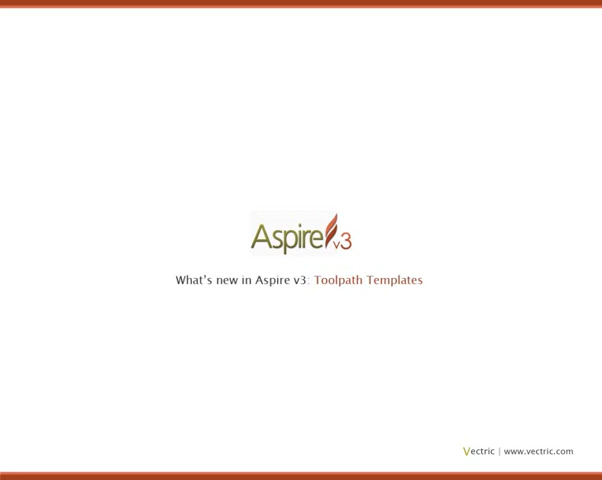 Aspire v3
What's new in Aspire v3: Toolpath Templates
Vectric | www.vectric.com